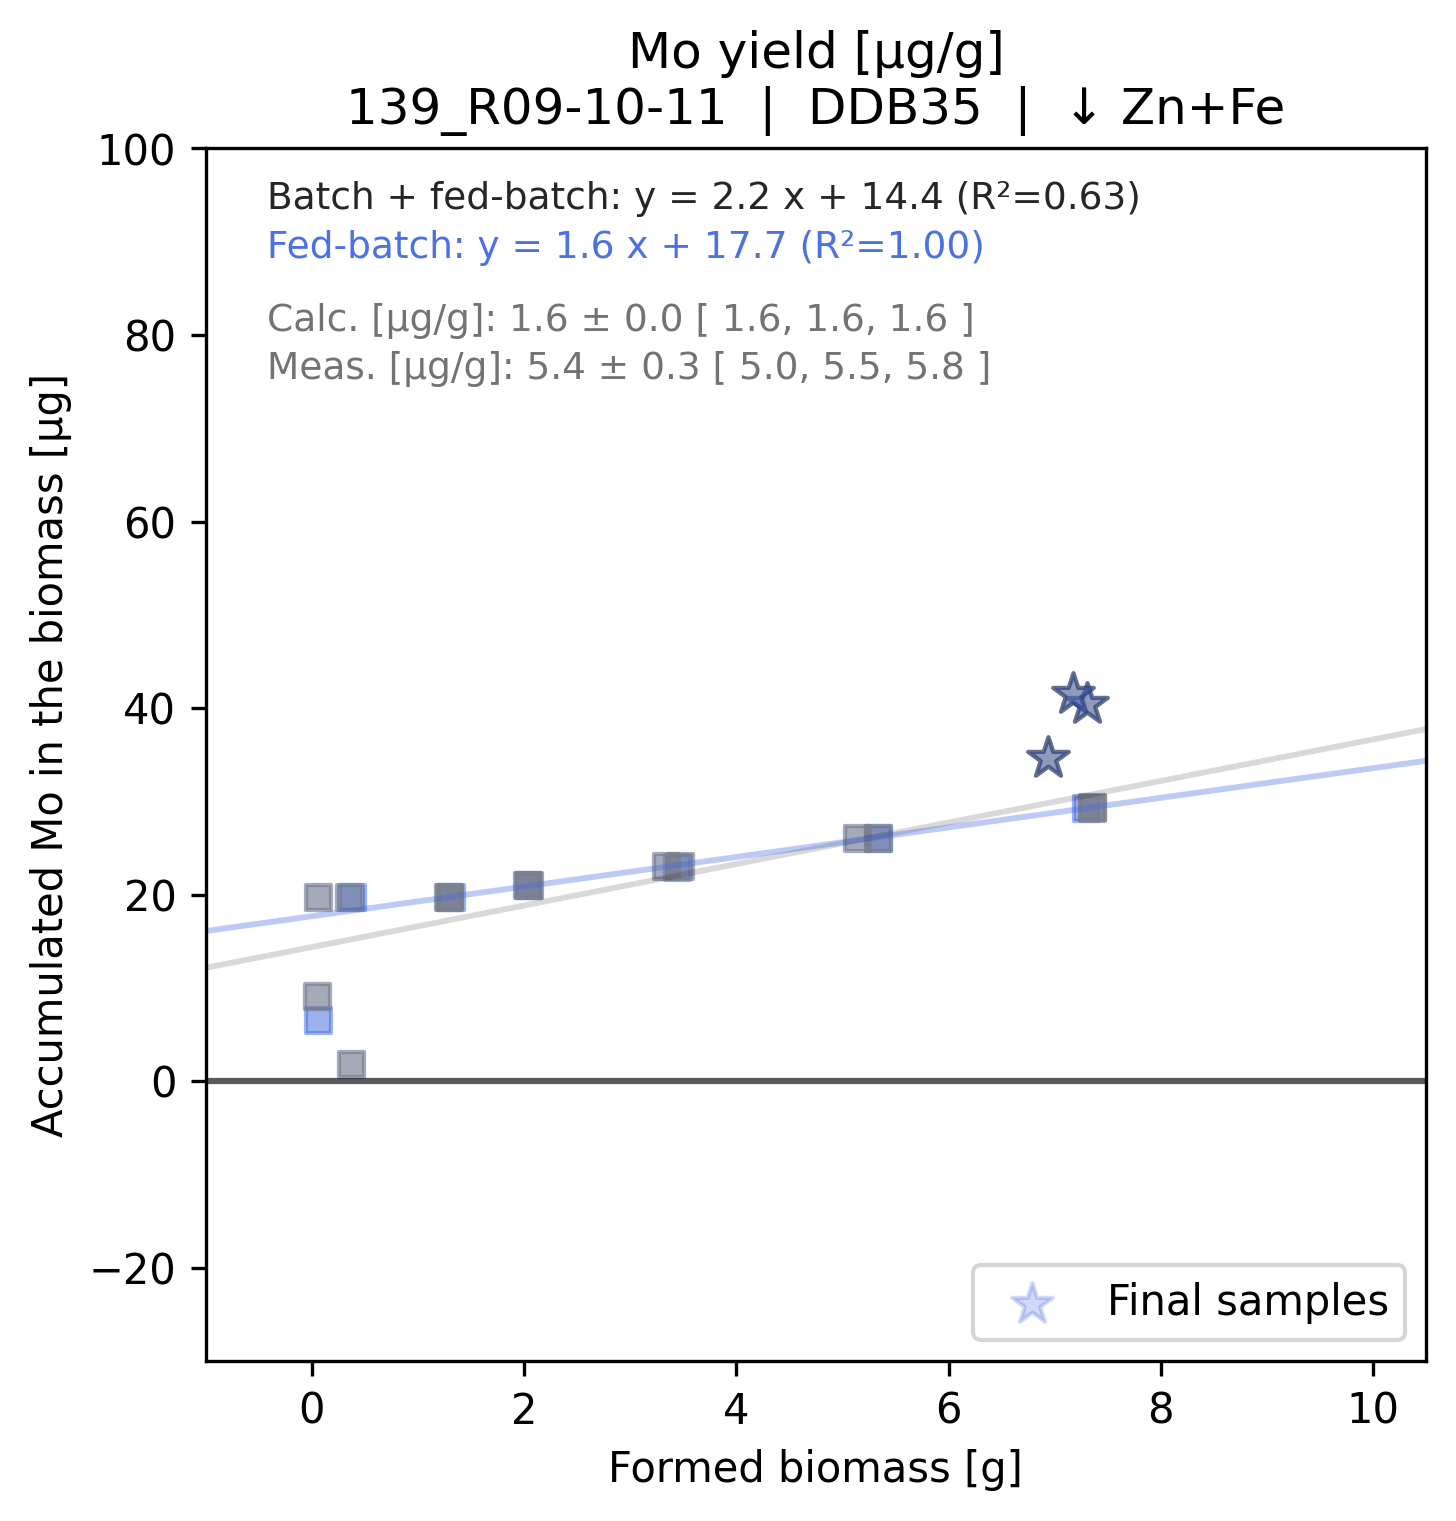 Mo yield [µg/g]
139_R09-10-11 | DDB35 | ↓ Zn+Fe
Batch + fed-batch: y = 2.2 x + 14.4 (R²=0.63)
Fed-batch: y = 1.6 x + 17.7 (R²=1.00)
Calc. [µg/g]: 1.6 ± 0.0 [ 1.6, 1.6, 1.6 ]
Meas. [µg/g]: 5.4 ± 0.3 [ 5.0, 5.5, 5.8 ]
Accumulated Mo in the biomass [µg]
100
80
60
40
20
0
−20
Final samples
0 2 4 6 8 10
Formed biomass [g]